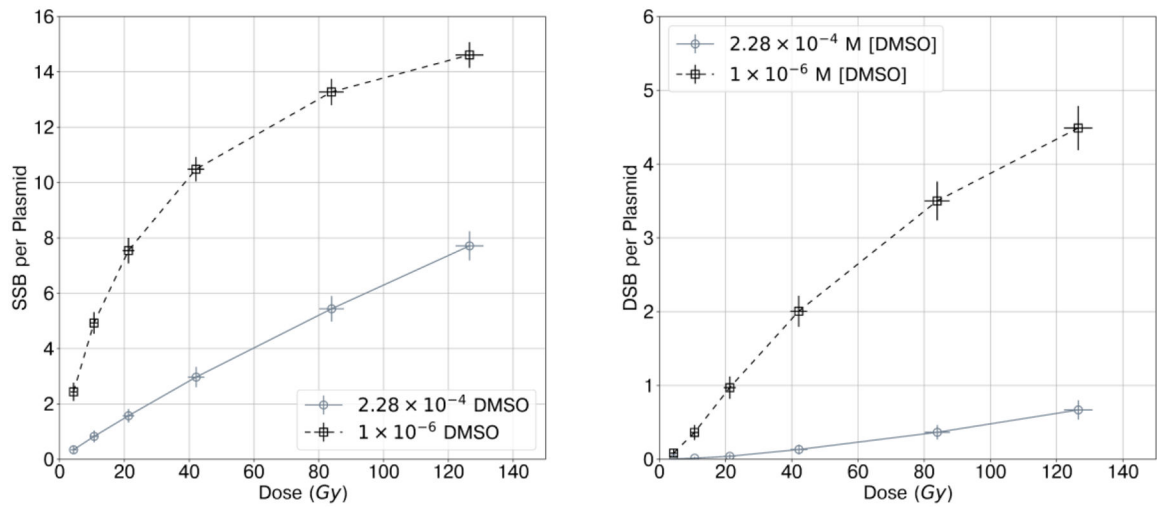 16
14
12
10
8
6
4
2
0
SSB per Plasmid
0 20 40 60 80 100 120 140
Dose (Gy)
2.28 × 10⁻⁴ DMSO
1 × 10⁻⁶ DMSO
6
5
4
3
2
1
0
DSB per Plasmid
0 20 40 60 80 100 120 140
Dose (Gy)
2.28 × 10⁻⁴ M [DMSO]
1 × 10⁻⁶ M [DMSO]